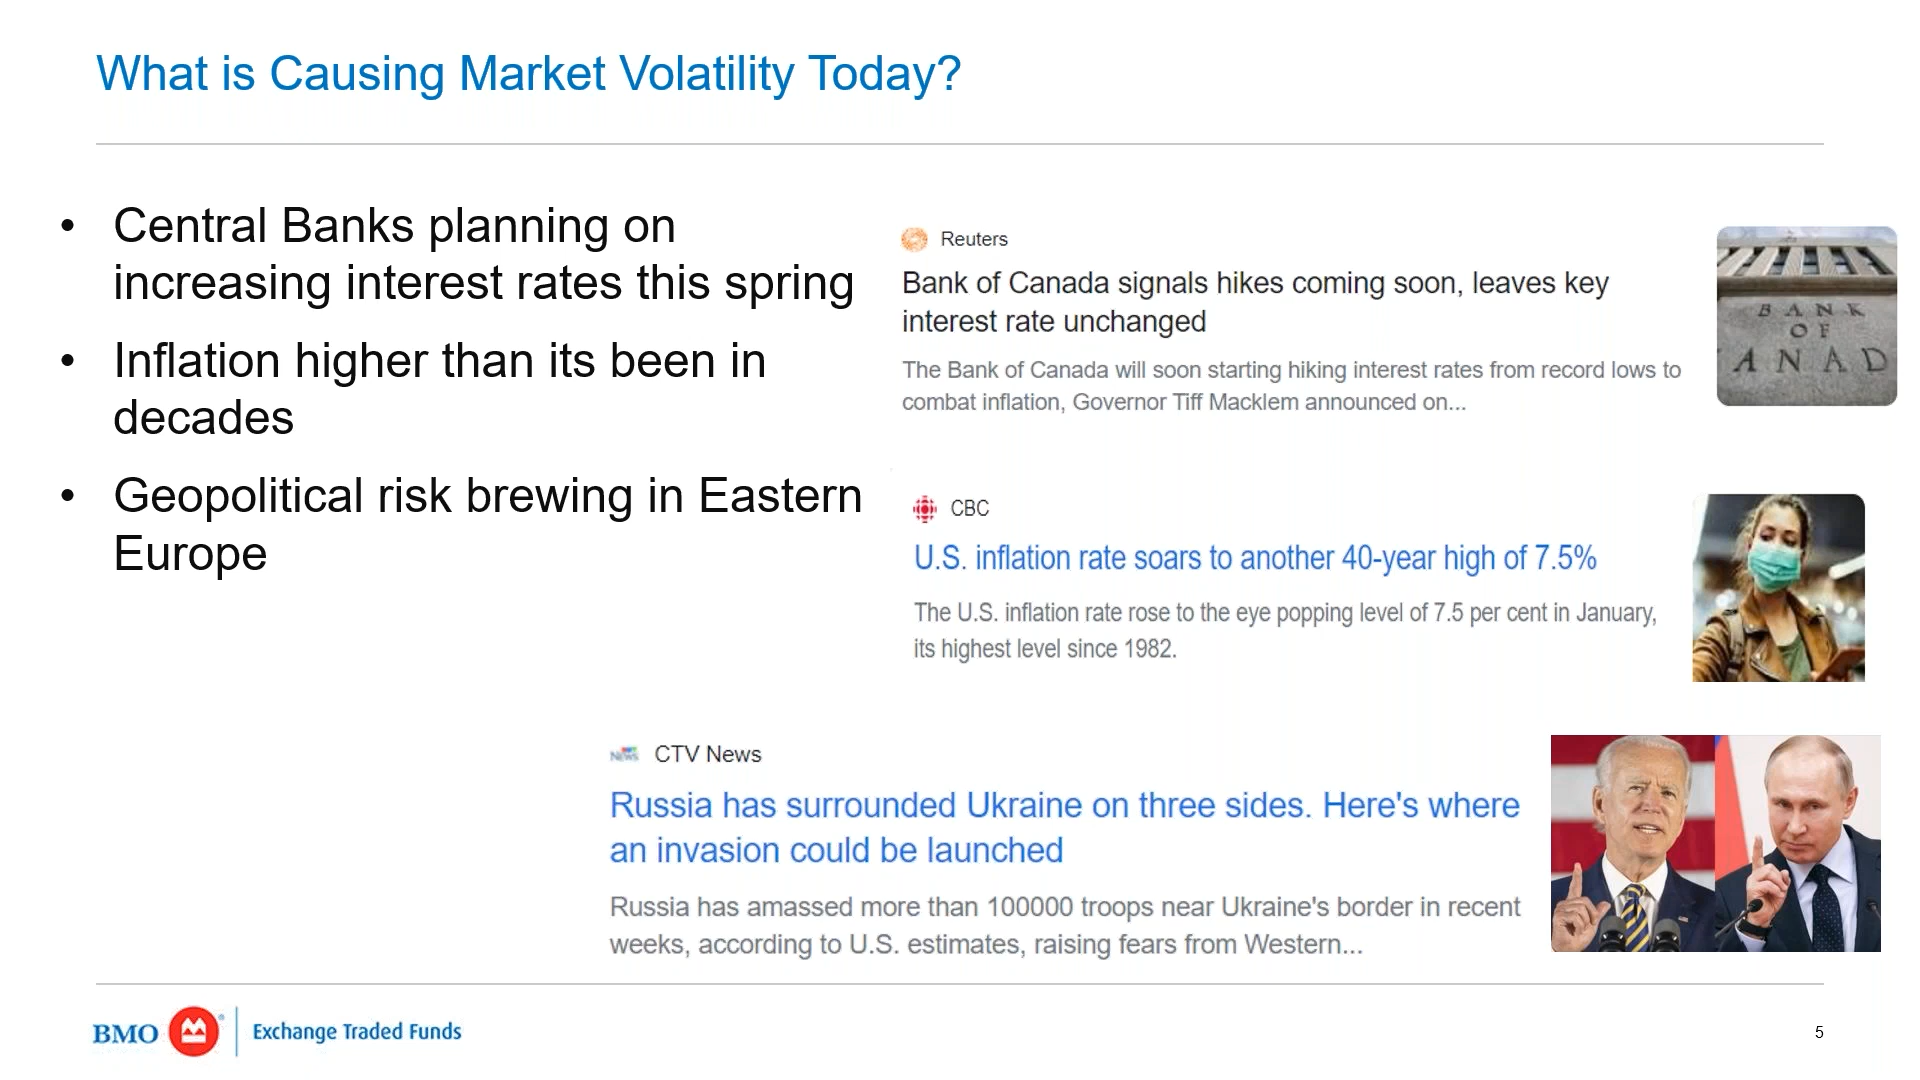 What is Causing Market Volatility Today?
• Central Banks planning on
increasing interest rates this spring
• Inflation higher than its been in
decades
• Geopolitical risk brewing in Eastern
Europe
Reuters
Bank of Canada signals hikes coming soon, leaves key
interest rate unchanged
The Bank of Canada will soon starting hiking interest rates from record lows to
combat inflation, Governor Tiff Macklem announced on...
BANK
OF
ANAD
CBC
U.S. inflation rate soars to another 40-year high of 7.5%
The U.S. inflation rate rose to the eye popping level of 7.5 per cent in January,
its highest level since 1982.
NEWS CTV News
Russia has surrounded Ukraine on three sides. Here's where
an invasion could be launched
Russia has amassed more than 100000 troops near Ukraine's border in recent
weeks, according to U.S. estimates, raising fears from Western...
BMO Exchange Traded Funds
5